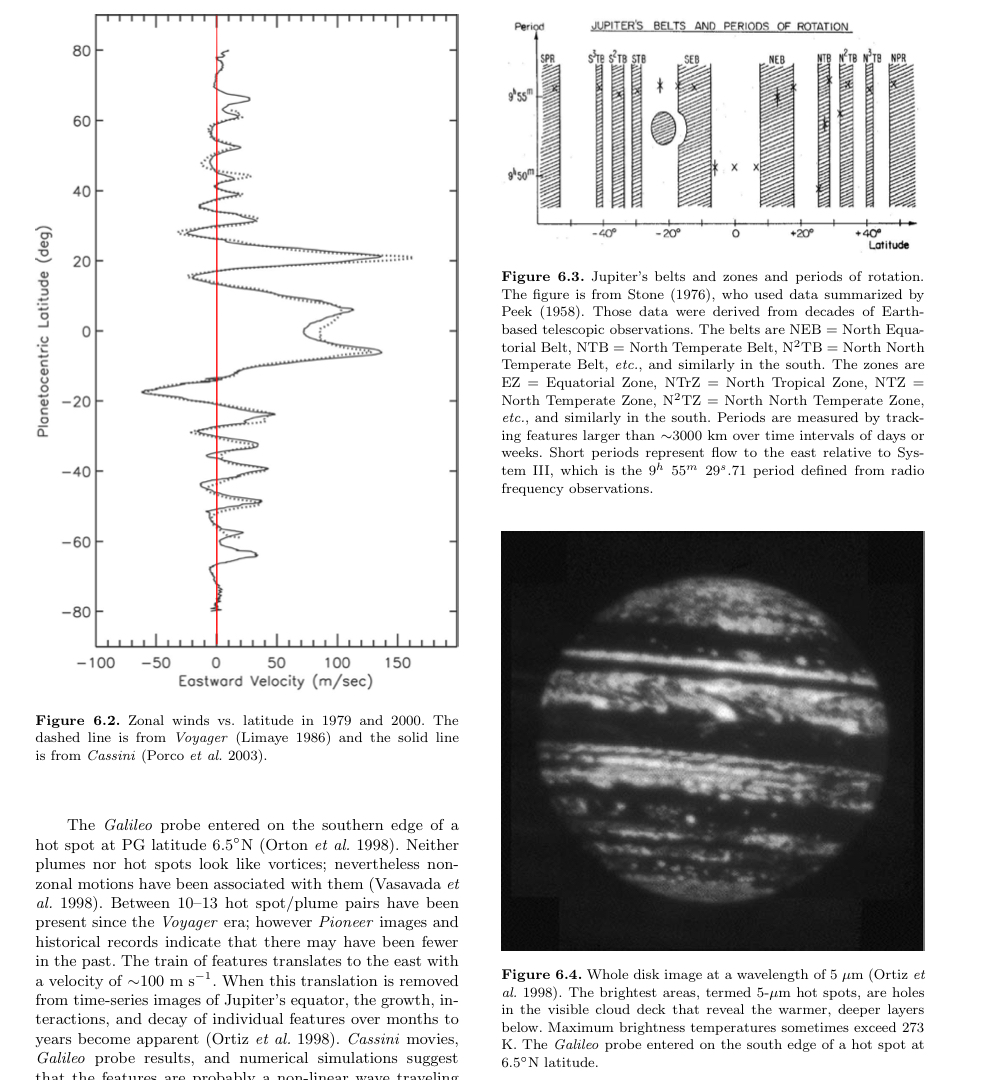 80
60
40
20
0
−20
−40
−60
−80
Planetocentric Latitude (deg)
−100 −50 0 50 100 150
Eastward Velocity (m/sec)
Figure 6.2. Zonal winds vs. latitude in 1979 and 2000. The
dashed line is from Voyager (Limaye 1986) and the solid line
is from Cassini (Porco et al. 2003).
The Galileo probe entered on the southern edge of a
hot spot at PG latitude 6.5°N (Orton et al. 1998). Neither
plumes nor hot spots look like vortices; nevertheless non-
zonal motions have been associated with them (Vasavada et
al. 1998). Between 10–13 hot spot/plume pairs have been
present since the Voyager era; however Pioneer images and
historical records indicate that there may have been fewer
in the past. The train of features translates to the east with
a velocity of ∼100 m s⁻¹. When this translation is removed
from time-series images of Jupiter's equator, the growth, in-
teractions, and decay of individual features over months to
years become apparent (Ortiz et al. 1998). Cassini movies,
Galileo probe results, and numerical simulations suggest
that the features are probably a non-linear wave traveling
Period
JUPITER'S BELTS AND PERIODS OF ROTATION
SPR S³TB S²TB STB SEB NEB NTB N²TB N³TB NPR
9ʰ55ᵐ
9ʰ50ᵐ
−40° −20° 0 +20° +40°
Latitude
Figure 6.3. Jupiter's belts and zones and periods of rotation.
The figure is from Stone (1976), who used data summarized by
Peek (1958). Those data were derived from decades of Earth-
based telescopic observations. The belts are NEB = North Equa-
torial Belt, NTB = North Temperate Belt, N²TB = North North
Temperate Belt, etc., and similarly in the south. The zones are
EZ = Equatorial Zone, NTrZ = North Tropical Zone, NTZ =
North Temperate Zone, N²TZ = North North Temperate Zone,
etc., and similarly in the south. Periods are measured by track-
ing features larger than ∼3000 km over time intervals of days or
weeks. Short periods represent flow to the east relative to Sys-
tem III, which is the 9ʰ 55ᵐ 29ˢ.71 period defined from radio
frequency observations.
Figure 6.4. Whole disk image at a wavelength of 5 μm (Ortiz et
al. 1998). The brightest areas, termed 5-μm hot spots, are holes
in the visible cloud deck that reveal the warmer, deeper layers
below. Maximum brightness temperatures sometimes exceed 273
K. The Galileo probe entered on the south edge of a hot spot at
6.5°N latitude.